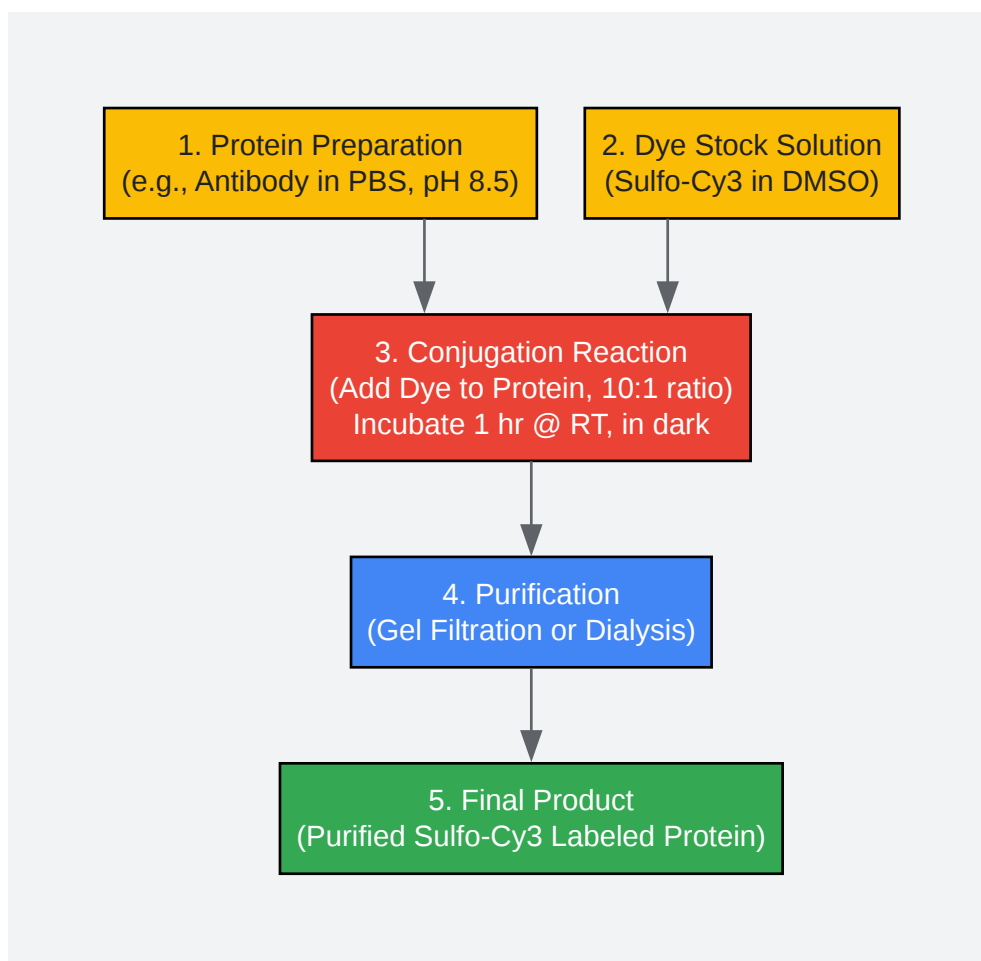 1. Protein Preparation
(e.g., Antibody in PBS, pH 8.5)
2. Dye Stock Solution
(Sulfo-Cy3 in DMSO)
3. Conjugation Reaction
(Add Dye to Protein, 10:1 ratio)
Incubate 1 hr @ RT, in dark
4. Purification
(Gel Filtration or Dialysis)
5. Final Product
(Purified Sulfo-Cy3 Labeled Protein)